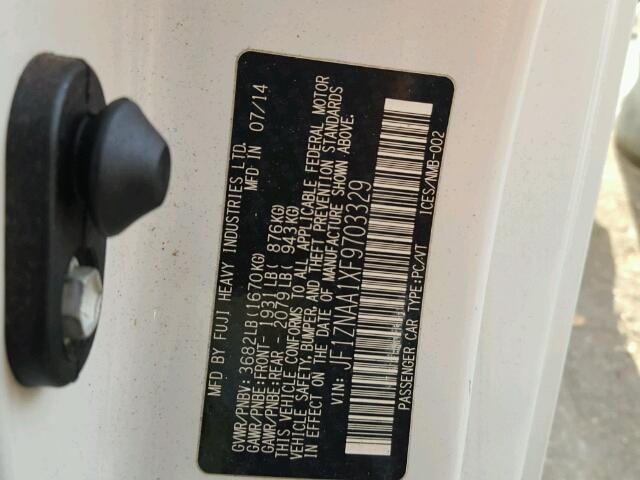 MFD BY FUJI HEAVY INDUSTRIES LTD. MFD IN 07/14
GVWR/PNBV: 3682LB(1670KG)
GAWR/PNBE:FRONT- 1931LB( 876KG)
GAWR/PNBE:REAR - 2079LB( 943KG)
THIS VEHICLE CONFORMS TO ALL APPLICABLE FEDERAL MOTOR
VEHICLE SAFETY,BUMPER,AND THEFT PREVENTION STANDARDS
IN EFFECT ON THE DATE OF MANUFACTURE SHOWN ABOVE.
VIN: JF1ZNAA1XF9703329
PASSENGER CAR TYPE:PC/VT ICES/NMB-002